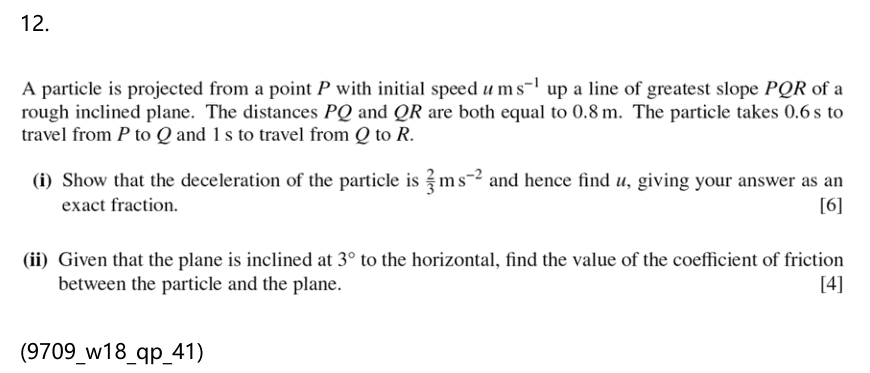 12.
A particle is projected from a point P with initial speed u m s⁻¹ up a line of greatest slope PQR of a
rough inclined plane. The distances PQ and QR are both equal to 0.8 m. The particle takes 0.6 s to
travel from P to Q and 1 s to travel from Q to R.
(i) Show that the deceleration of the particle is 2/3 m s⁻² and hence find u, giving your answer as an
exact fraction. [6]
(ii) Given that the plane is inclined at 3° to the horizontal, find the value of the coefficient of friction
between the particle and the plane. [4]
(9709_w18_qp_41)